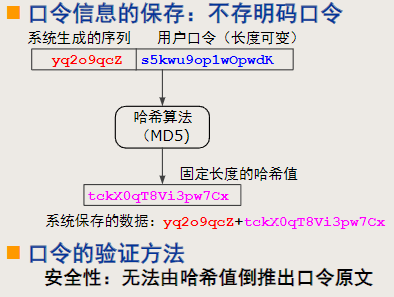 口令信息的保存：不存明码口令
系统生成的序列 用户口令（长度可变）
yq2o9qcZ s5kwu9op1wOpwdK
哈希算法
（MD5）
固定长度的哈希值
tckX0qT8Vi3pw7Cx
系统保存的数据：yq2o9qcZ+tckX0qT8Vi3pw7Cx
口令的验证方法
安全性：无法由哈希值倒推出口令原文